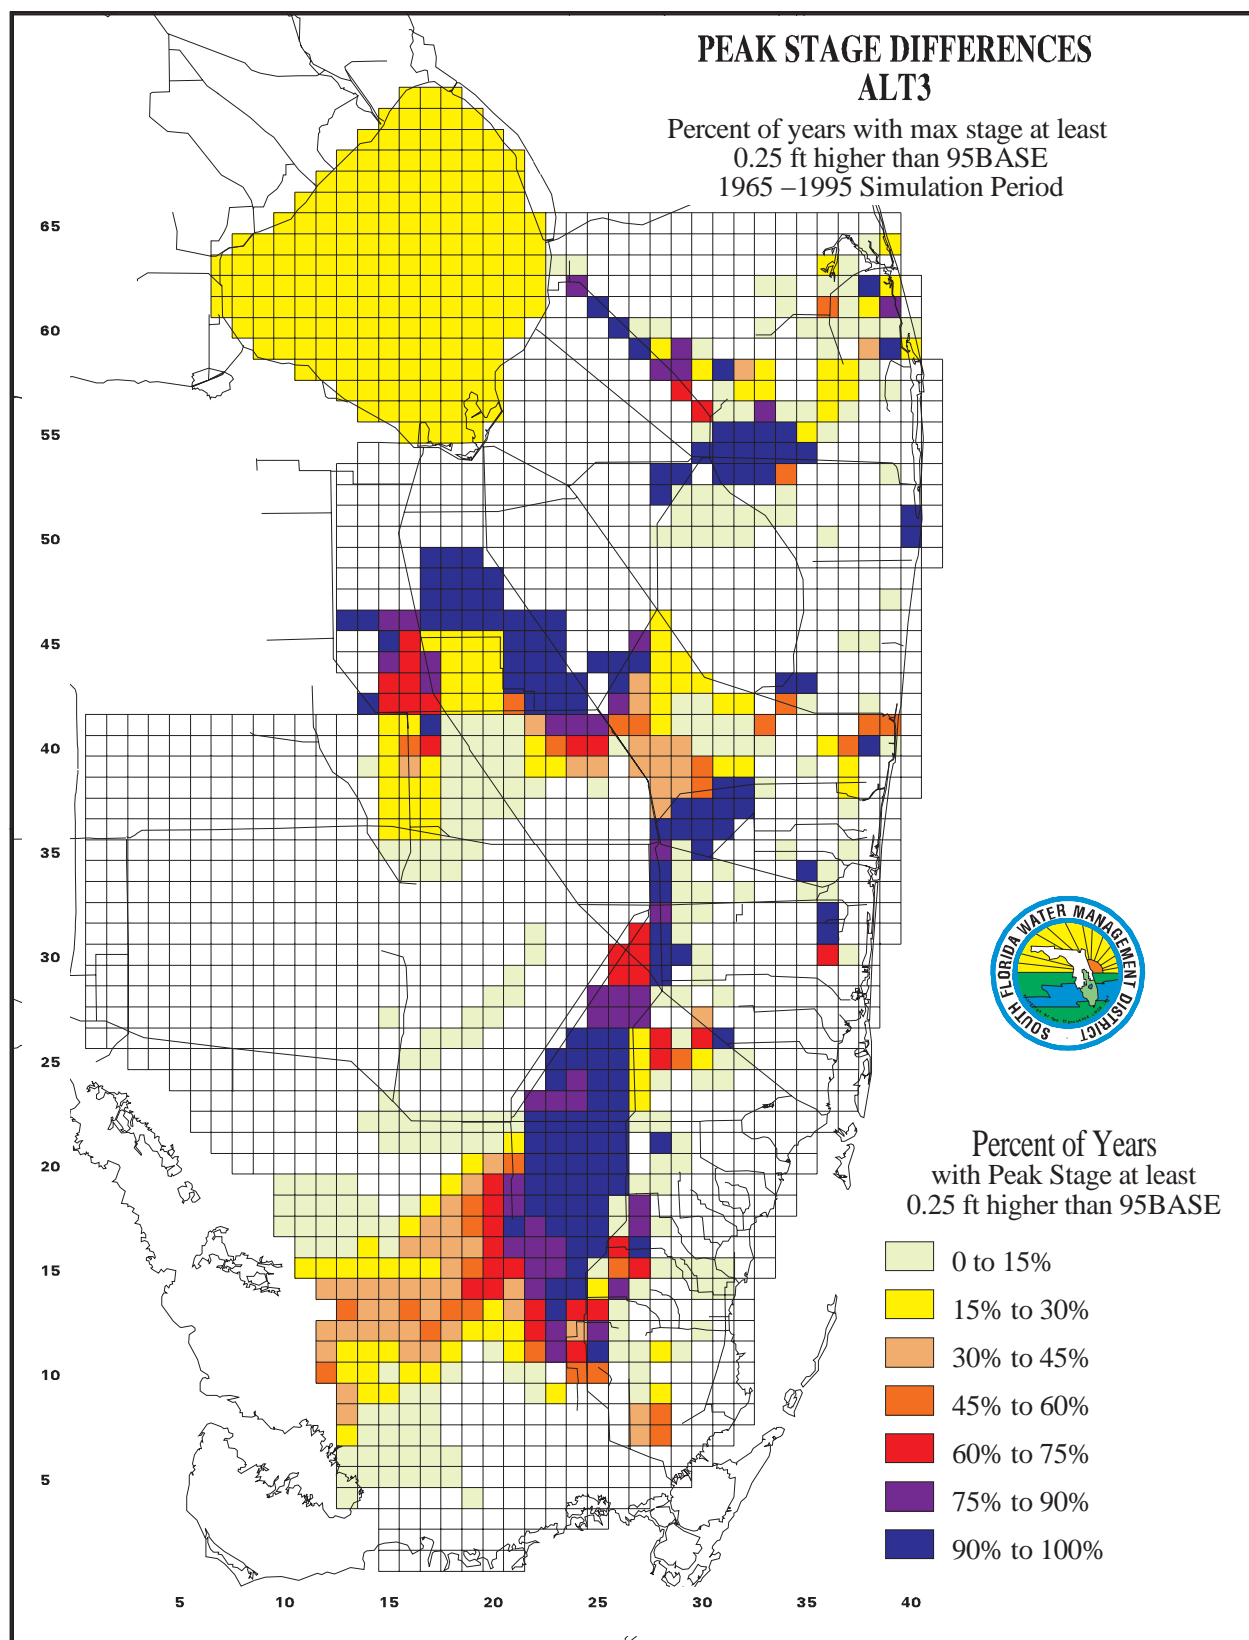 PEAK STAGE DIFFERENCES
ALT3
Percent of years with max stage at least
0.25 ft higher than 95BASE
1965 –1995 Simulation Period
65
60
55
50
45
40
35
30
25
20
15
10
5
SOUTH FLORIDA WATER MANAGEMENT DISTRICT
Percent of Years
with Peak Stage at least
0.25 ft higher than 95BASE
0 to 15%
15% to 30%
30% to 45%
45% to 60%
60% to 75%
75% to 90%
90% to 100%
5 10 15 20 25 30 35 40
“